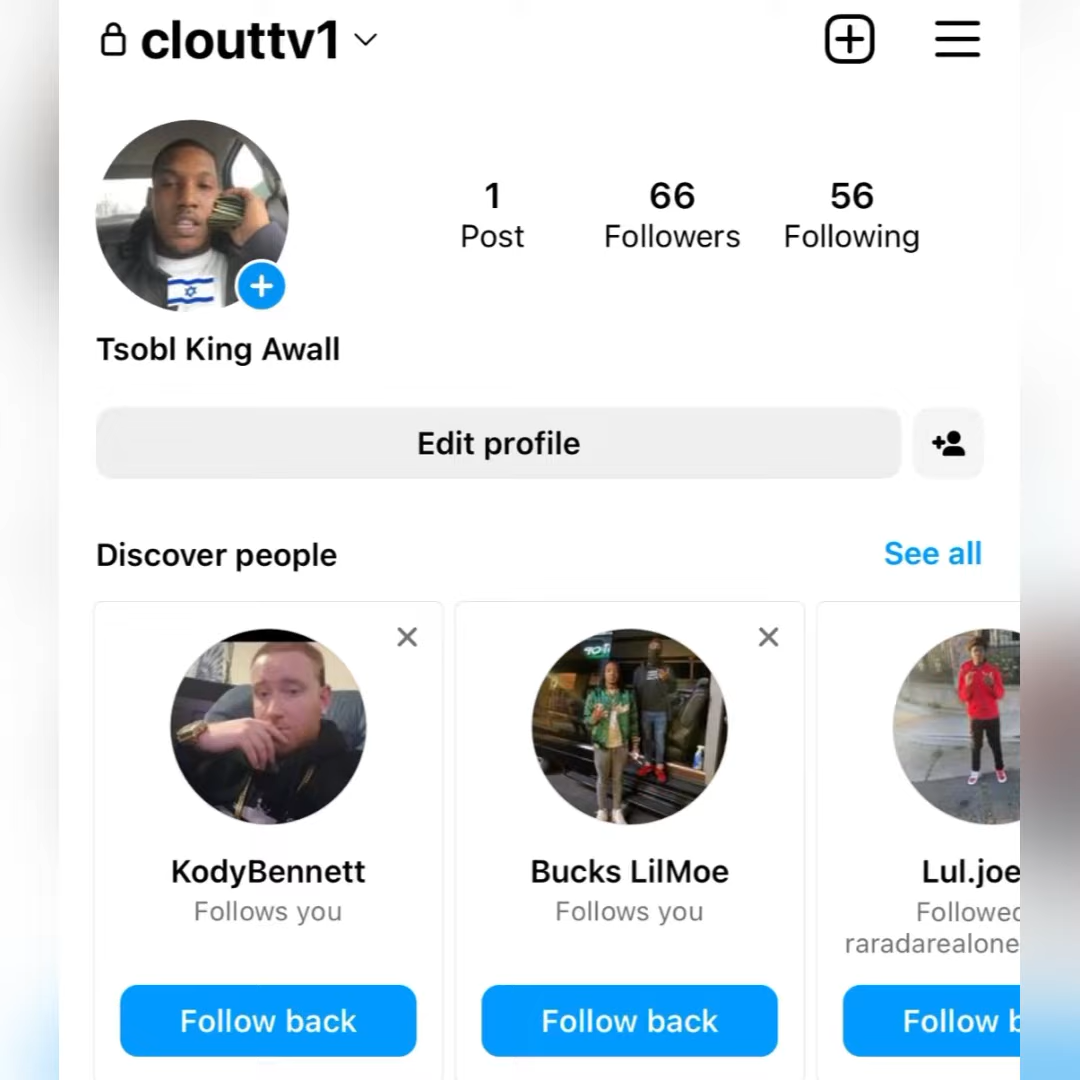 clouttv1
1 66 56
Post Followers Following
Tsobl King Awall
Edit profile
Discover people See all
KodyBennett Bucks LilMoe Lul.joe
Follows you Follows you Followed
raradarealone
Follow back Follow back Follow b